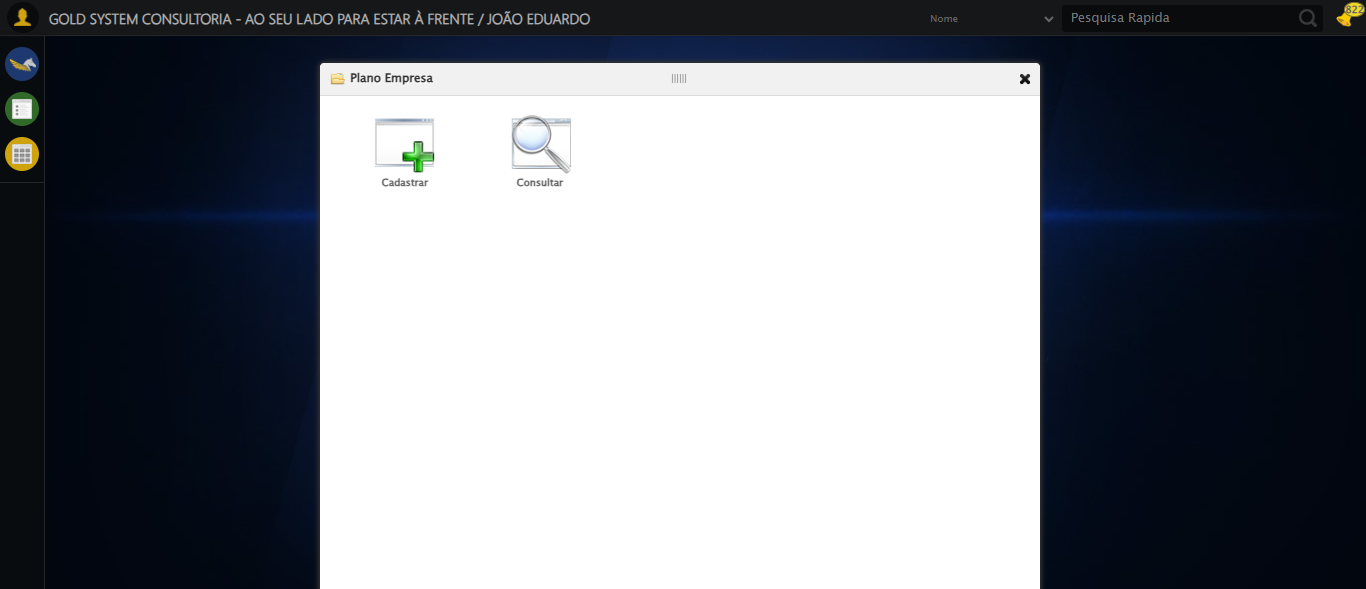 GOLD SYSTEM CONSULTORIA - AO SEU LADO PARA ESTAR À FRENTE / JOÃO EDUARDO
Nome
Pesquisa Rapida
822
Plano Empresa
Cadastrar
Consultar